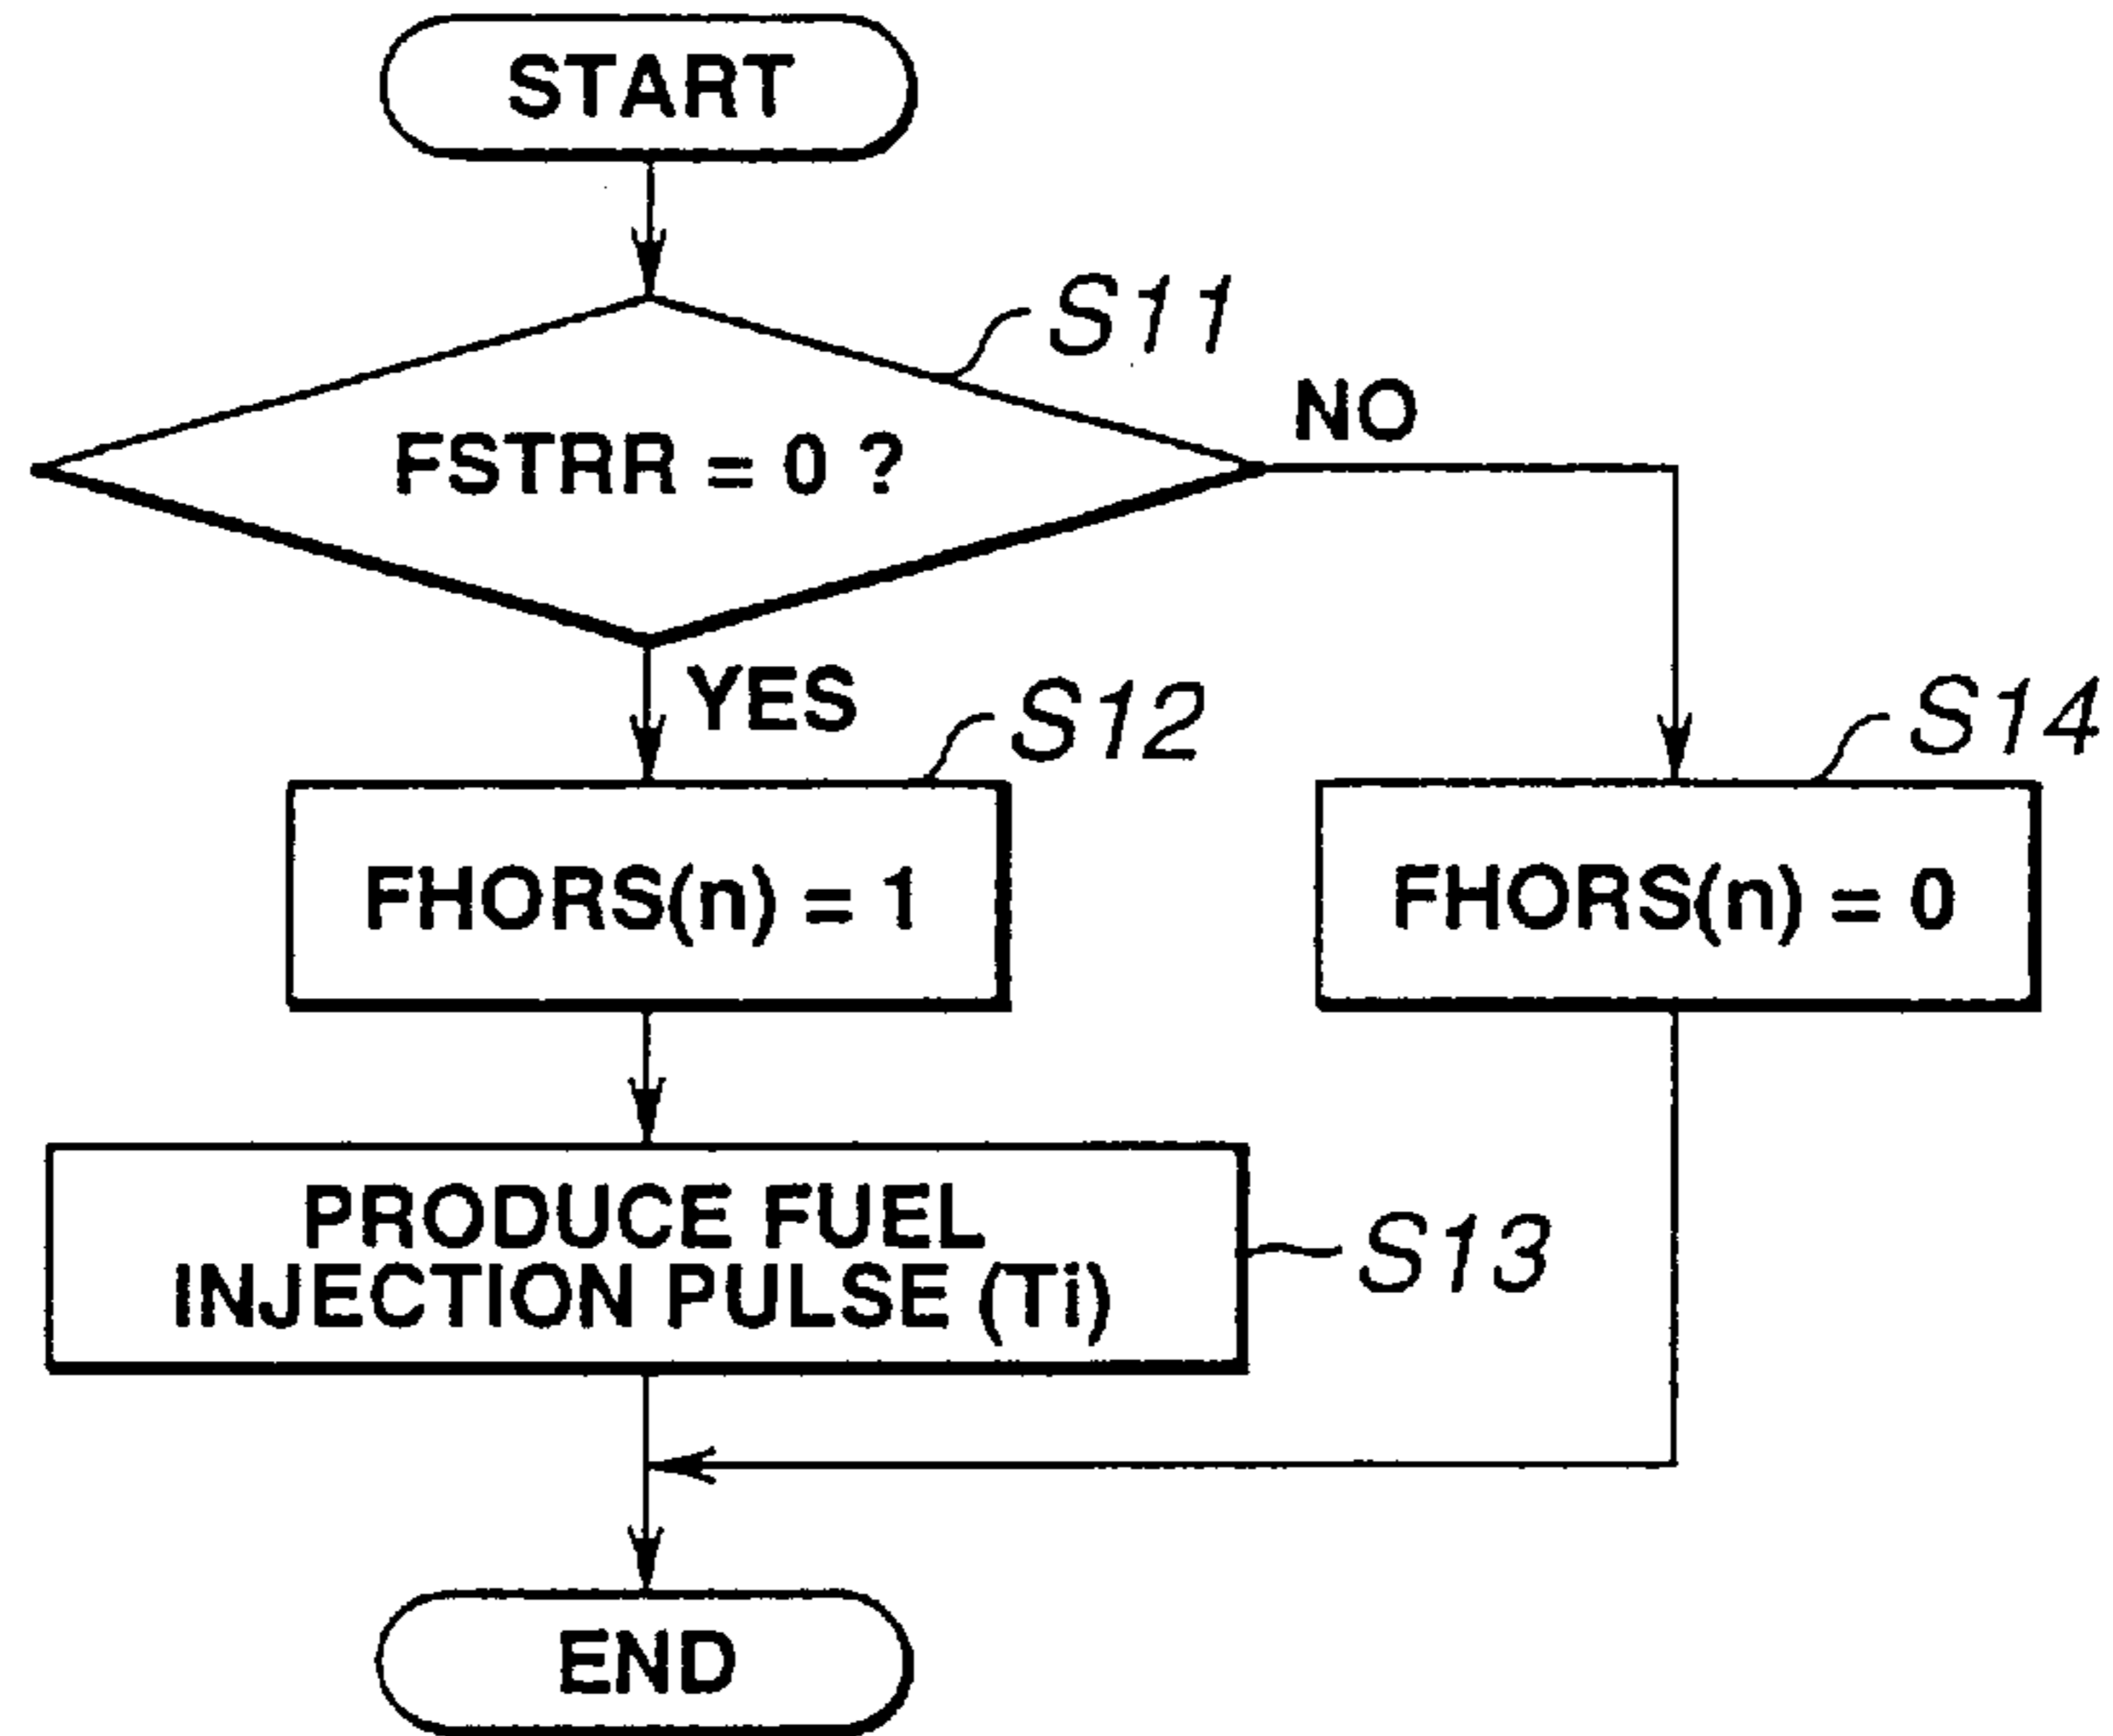 START
S11
FSTRR = 0 ?
NO
YES
S12
S14
FHORS(n) = 1
FHORS(n) = 0
PRODUCE FUEL
INJECTION PULSE (Ti)
S13
END